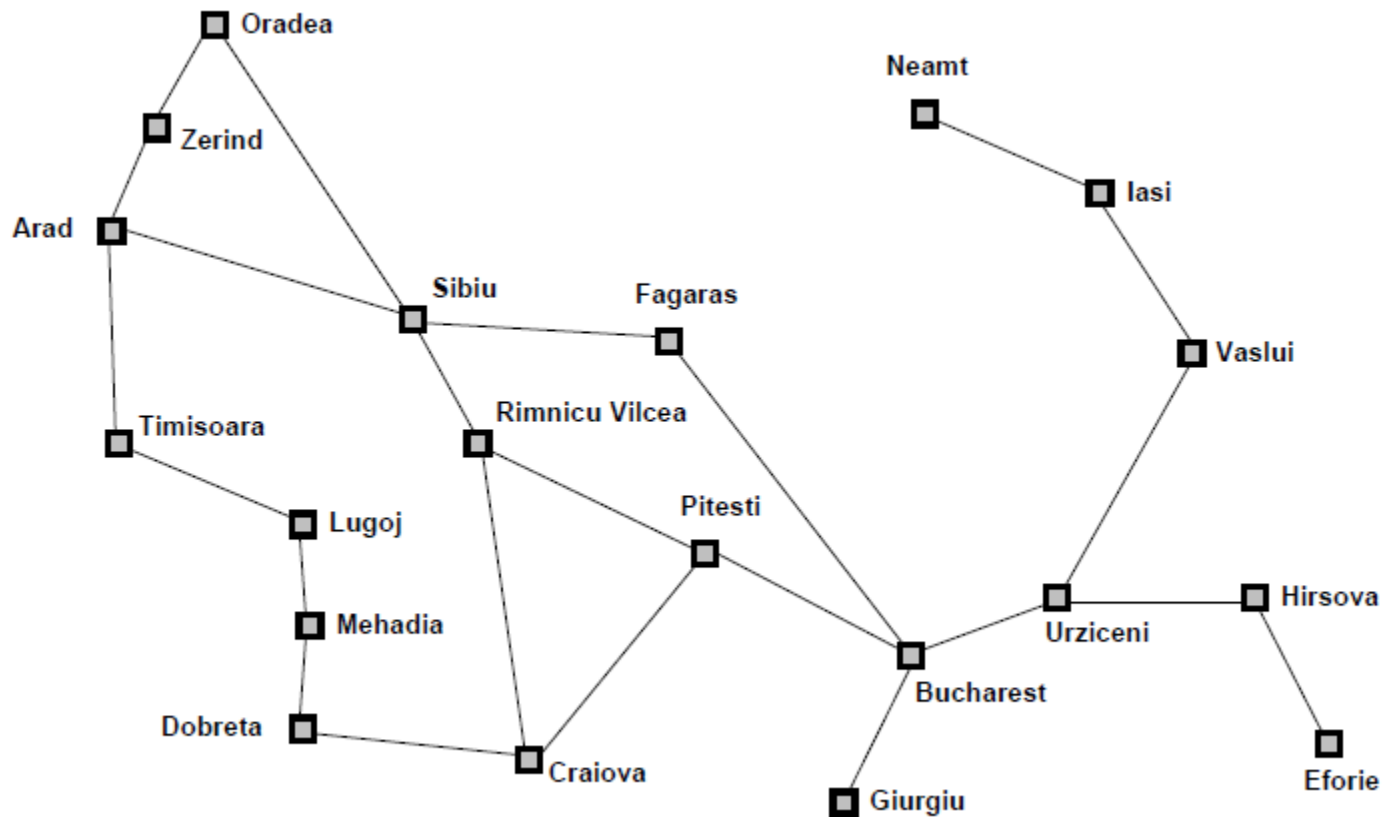 Oradea
Neamt
Zerind
Iasi
Arad
Sibiu
Fagaras
Vaslui
Timisoara
Rimnicu Vilcea
Pitesti
Lugoj
Hirsova
Mehadia
Urziceni
Bucharest
Dobreta
Craiova
Eforie
Giurgiu